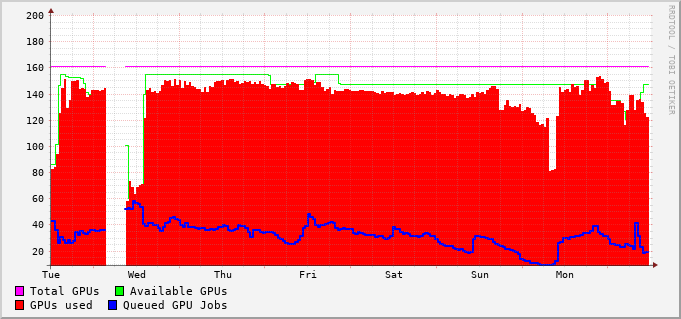 200
180
160
140
120
100
80
60
40
20
Tue Wed Thu Fri Sat Sun Mon
Total GPUs Available GPUs
GPUs used Queued GPU Jobs
RRDTOOL / TOBI OETIKER